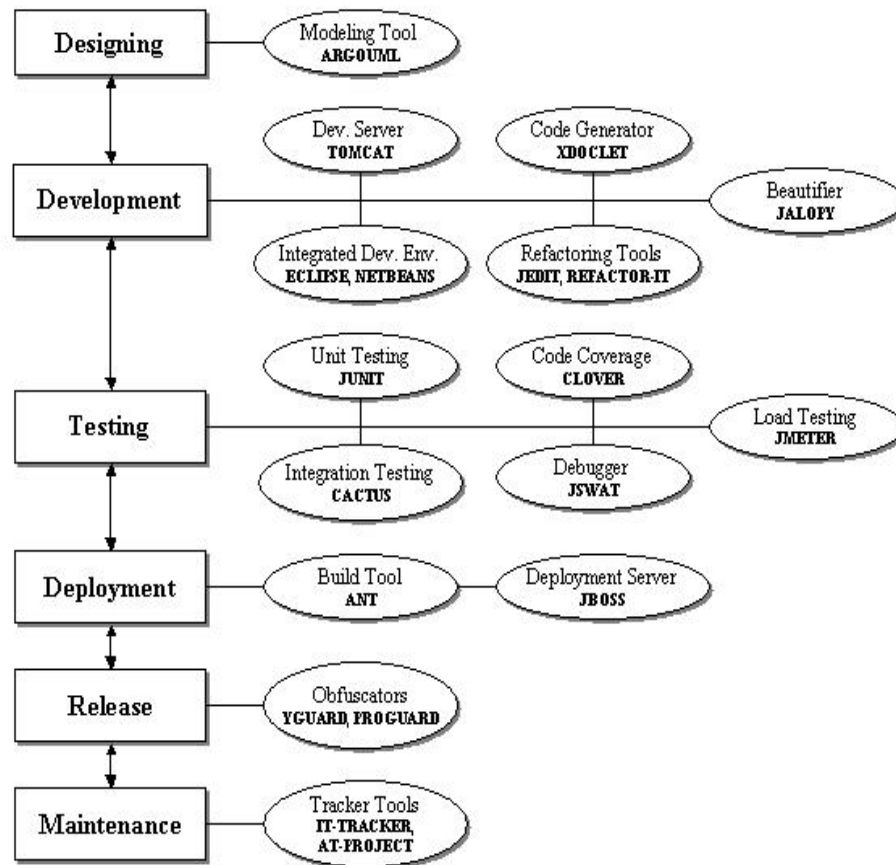 Designing
Modeling Tool
ARGOUML
Dev. Server
TOMCAT
Code Generator
XDOCLET
Development
Beautifier
JALOPY
Integrated Dev. Env.
ECLIPSE, NETBEANS
Refactoring Tools
JEDIT, REFACTOR-IT
Unit Testing
JUNIT
Code Coverage
CLOVER
Testing
Load Testing
JMETER
Integration Testing
CACTUS
Debugger
JSWAT
Deployment
Build Tool
ANT
Deployment Server
JBOSS
Release
Obfuscators
YGUARD, PROGUARD
Maintenance
Tracker Tools
IT-TRACKER,
AT-PROJECT